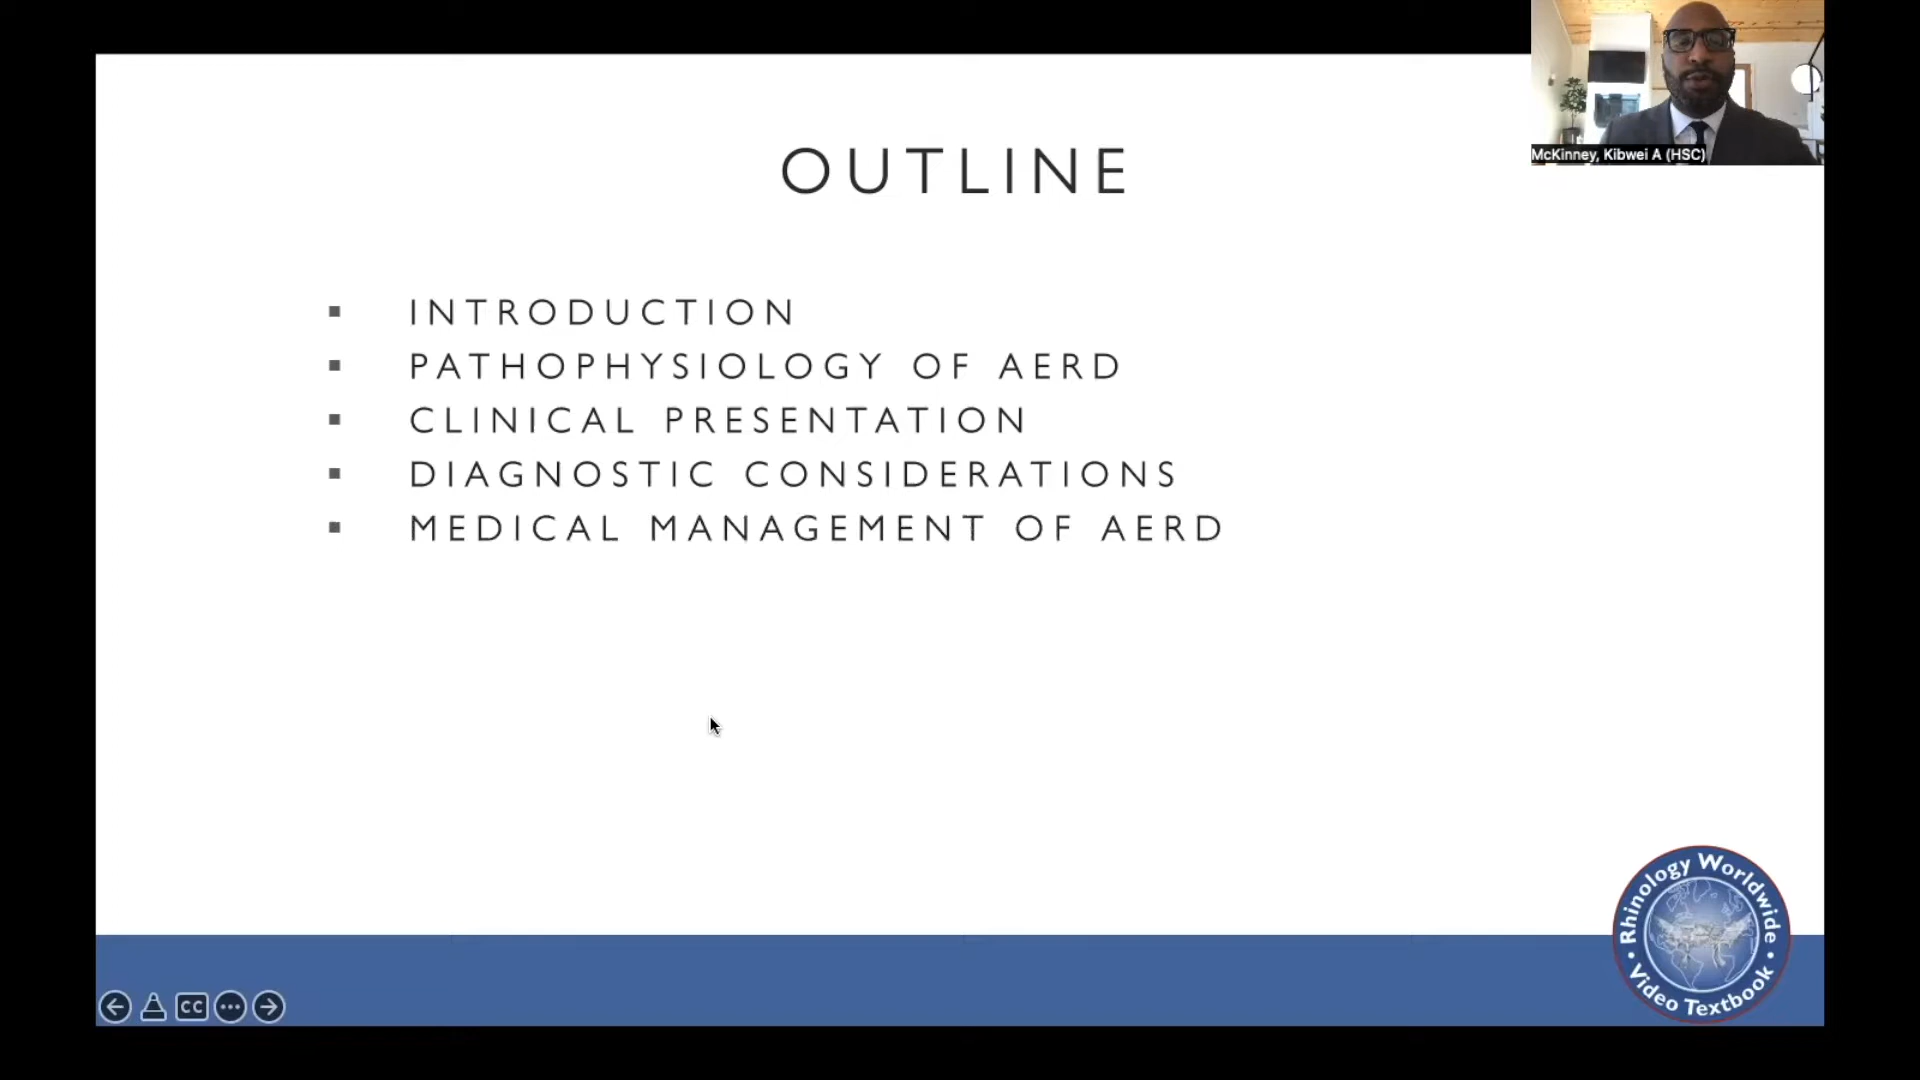 McKinney, Kibwei A (HSC)
OUTLINE
▪ INTRODUCTION
▪ PATHOPHYSIOLOGY OF AERD
▪ CLINICAL PRESENTATION
▪ DIAGNOSTIC CONSIDERATIONS
▪ MEDICAL MANAGEMENT OF AERD
Rhinology Worldwide
• Video Textbook •
CC